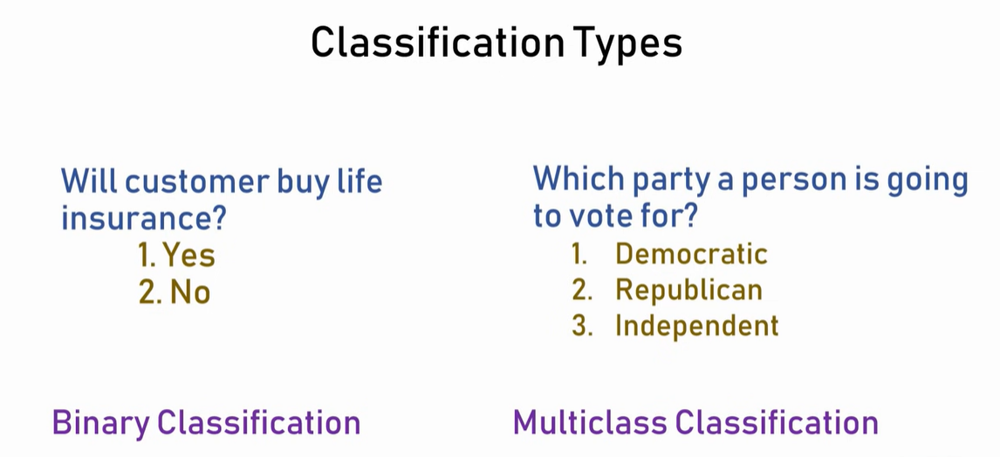 Classification Types
Will customer buy life
insurance?
1. Yes
2. No
Binary Classification
Which party a person is going
to vote for?
1. Democratic
2. Republican
3. Independent
Multiclass Classification